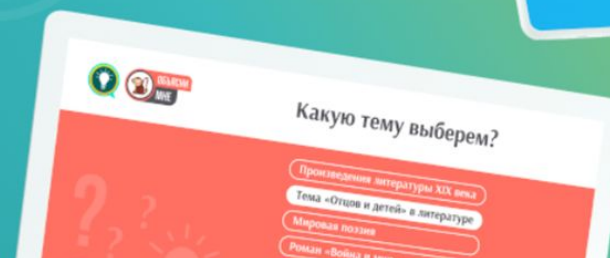 ОБЪЯСНИ
МНЕ
Какую тему выберем?
Произведения литературы XIX века
Тема «Отцов и детей» в литературе
Мировая поэзия
Роман «Война и